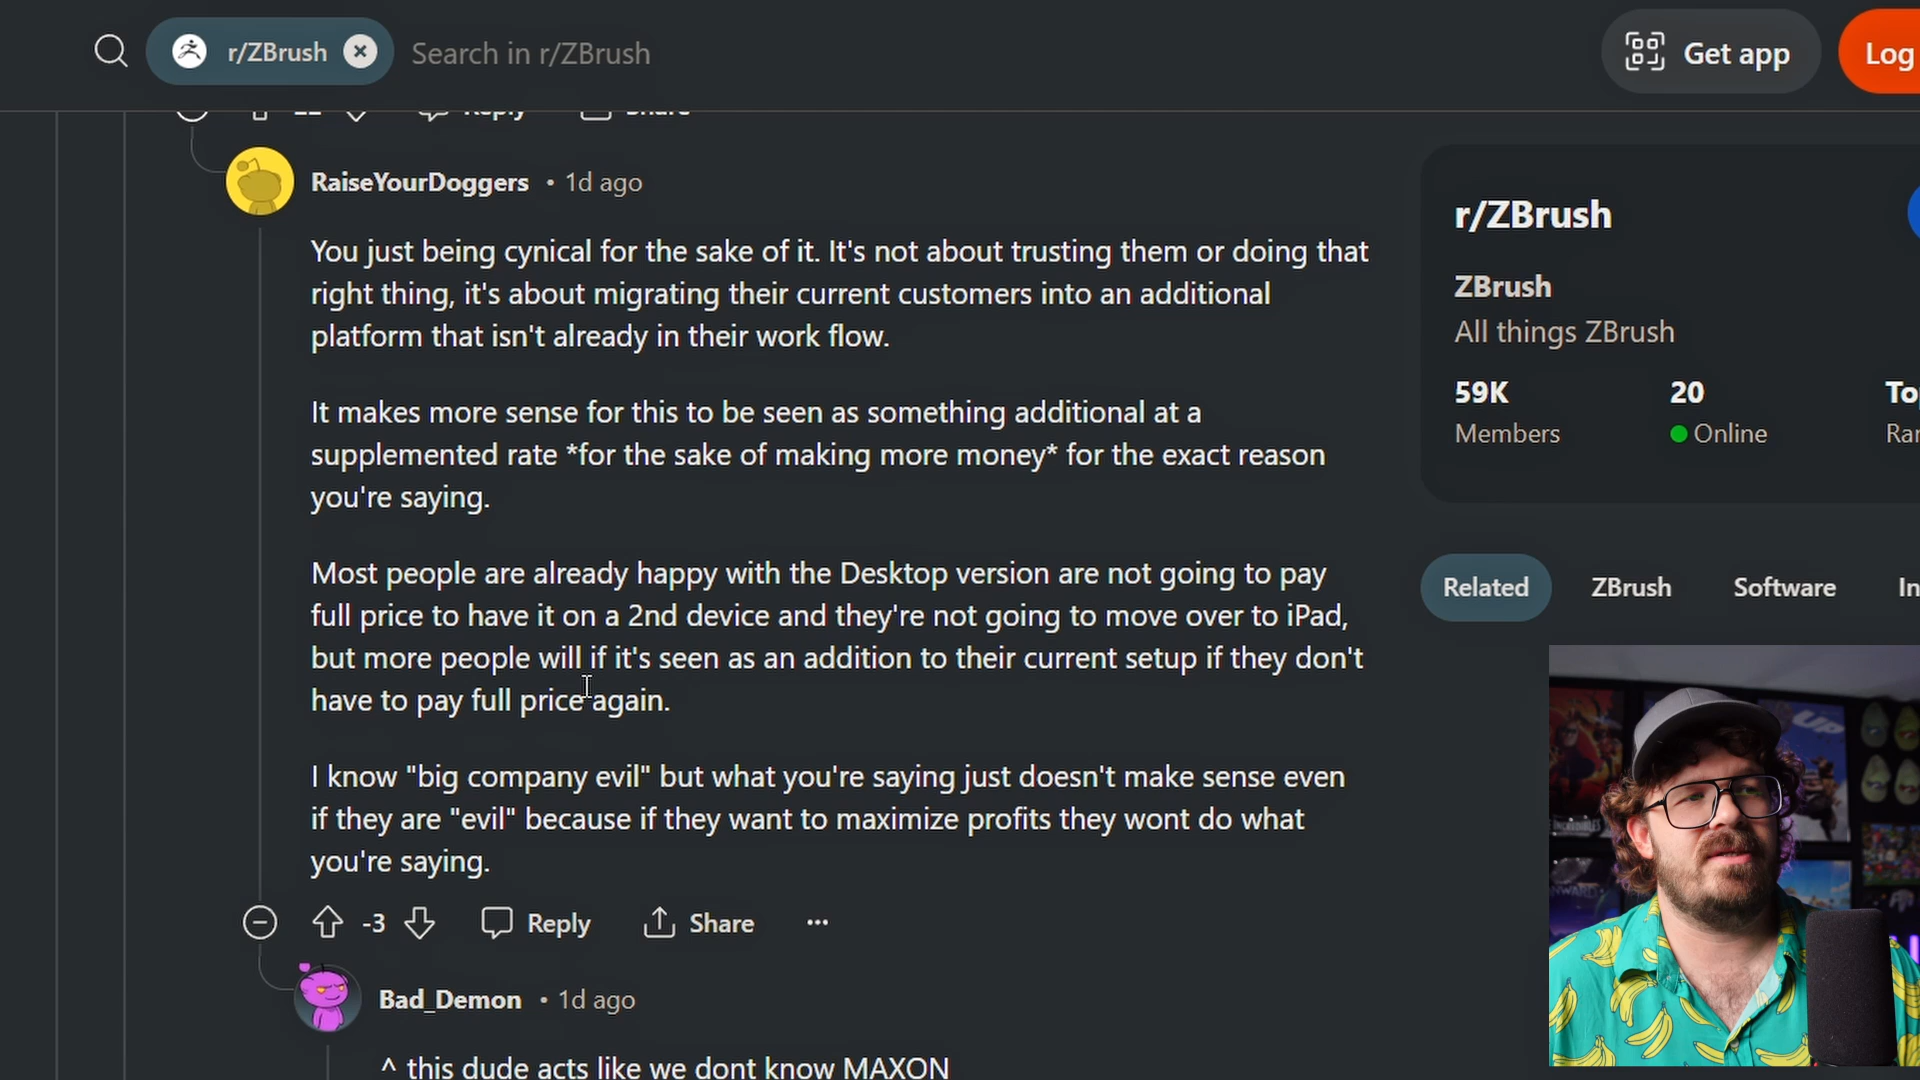 r/ZBrush
Search in r/ZBrush
Get app
Log
Reply
Share
RaiseYourDoggers • 1d ago
You just being cynical for the sake of it. It's not about trusting them or doing that
right thing, it's about migrating their current customers into an additional
platform that isn't already in their work flow.
It makes more sense for this to be seen as something additional at a
supplemented rate *for the sake of making more money* for the exact reason
you're saying.
Most people are already happy with the Desktop version are not going to pay
full price to have it on a 2nd device and they're not going to move over to iPad,
but more people will if it's seen as an addition to their current setup if they don't
have to pay full price again.
I know "big company evil" but what you're saying just doesn't make sense even
if they are "evil" because if they want to maximize profits they wont do what
you're saying.
-3
Reply
Share
Bad_Demon • 1d ago
^ this dude acts like we dont know MAXON
r/ZBrush
ZBrush
All things ZBrush
59K
Members
20
Online
Related
ZBrush
Software
UP